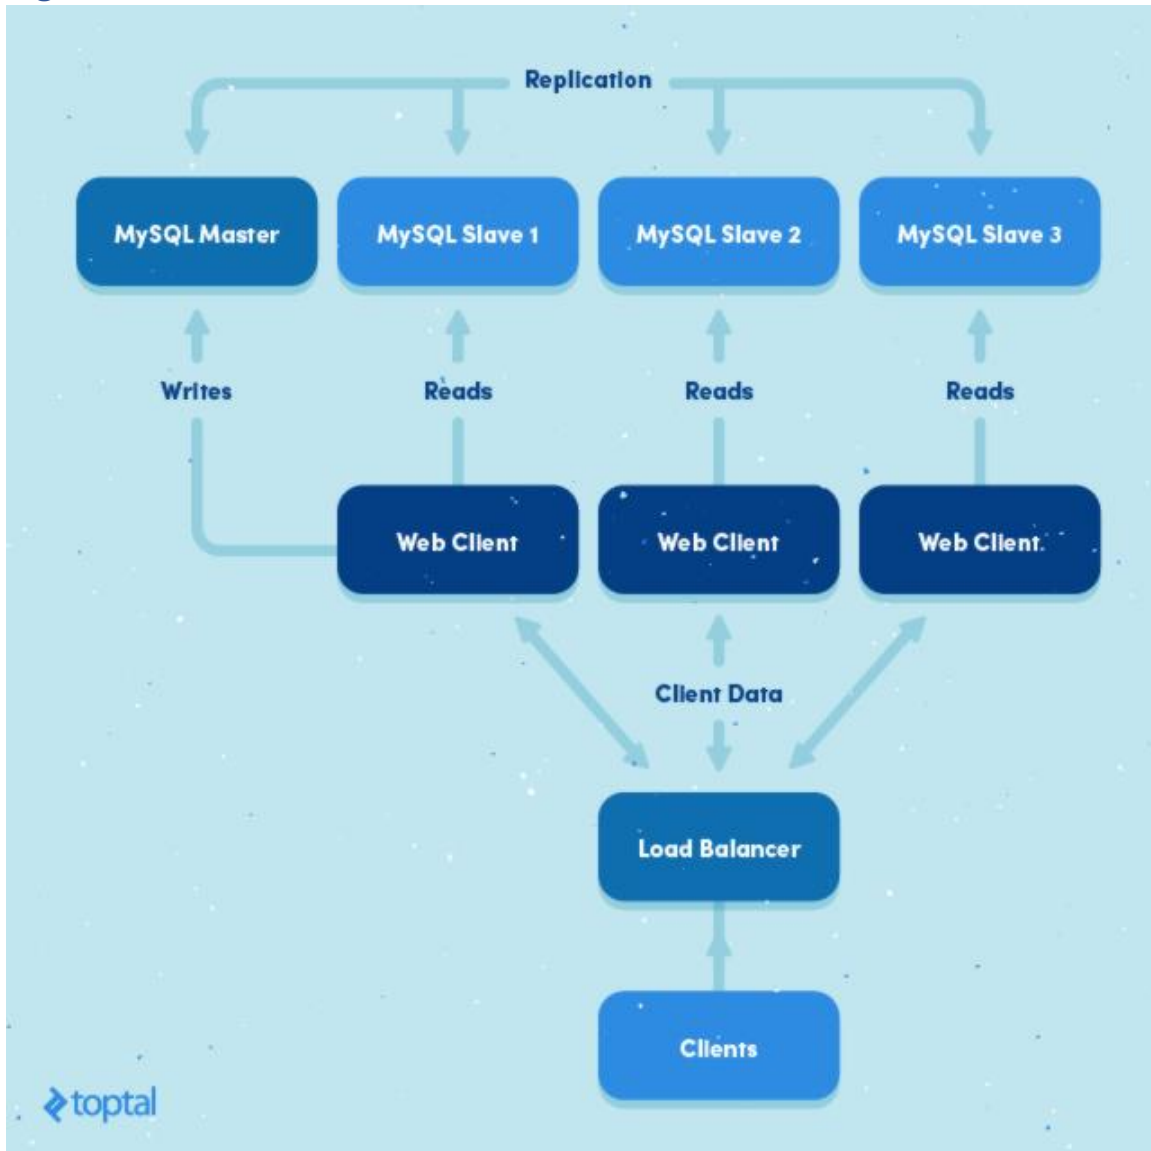 Replication
MySQL Master
MySQL Slave 1
MySQL Slave 2
MySQL Slave 3
Writes
Reads
Reads
Reads
Web Client
Web Client
Web Client
Client Data
Load Balancer
Clients
toptal